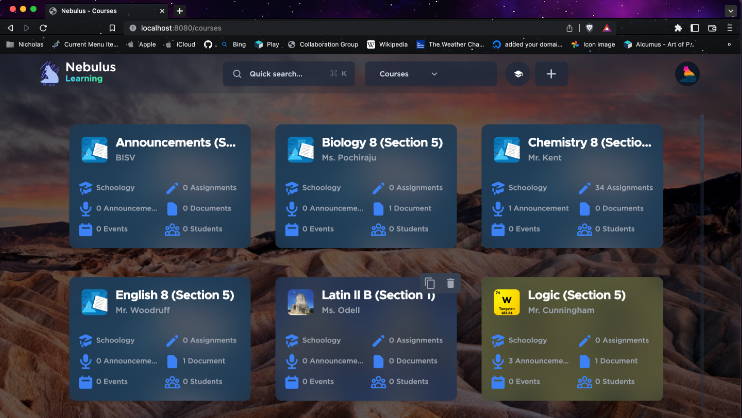 Nebulus - Courses
localhost:8080/courses
Nicholas
Current Menu Ite...
Apple
iCloud
Bing
Play
Collaboration Group
Wikipedia
The Weather Cha...
added your domai...
Icon image
Alcumus - Art of Pr...
»
Nebulus
Learning
Quick search...
⌘ K
Courses
Announcements (S...
BISV
Schoology
0 Assignments
0 Announceme...
0 Documents
0 Events
0 Students
Biology 8 (Section 5)
Ms. Pochiraju
Schoology
0 Assignments
0 Announceme...
1 Document
0 Events
0 Students
Chemistry 8 (Sectio...
Mr. Kent
Schoology
34 Assignments
1 Announcement
0 Documents
0 Events
0 Students
English 8 (Section 5)
Mr. Woodruff
Schoology
0 Assignments
0 Announceme...
1 Document
0 Events
0 Students
Latin II B (Section 1)
Ms. Odell
Schoology
0 Assignments
0 Announceme...
0 Documents
0 Events
0 Students
74
W
Tungsten
183.84
Logic (Section 5)
Mr. Cunningham
Schoology
0 Assignments
3 Announceme...
1 Document
0 Events
0 Students